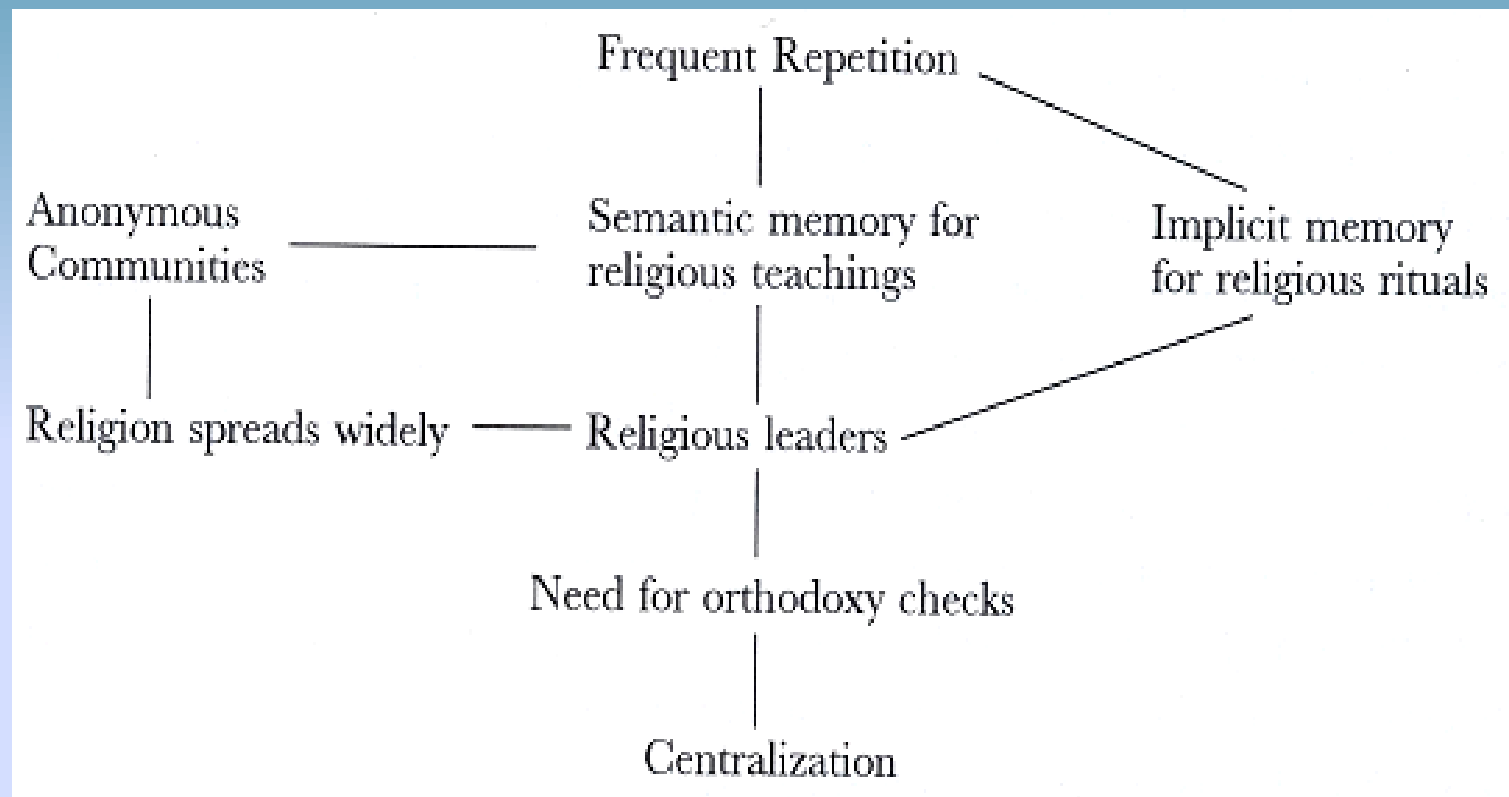 Frequent Repetition
Anonymous
Communities
Semantic memory for
religious teachings
Implicit memory
for religious rituals
Religion spreads widely
Religious leaders
Need for orthodoxy checks
Centralization